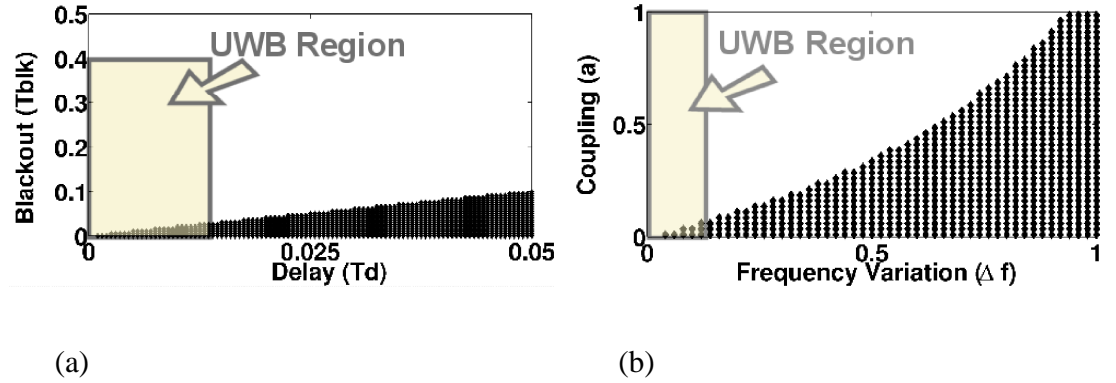 0.5
0.4
0.3
0.2
0.1
0
Blackout (Tblk)
UWB Region
0
0.025
0.05
Delay (Td)
1
0.5
0
Coupling (a)
UWB Region
0
0.5
1
Frequency Variation (Δ f)
(a)
(b)